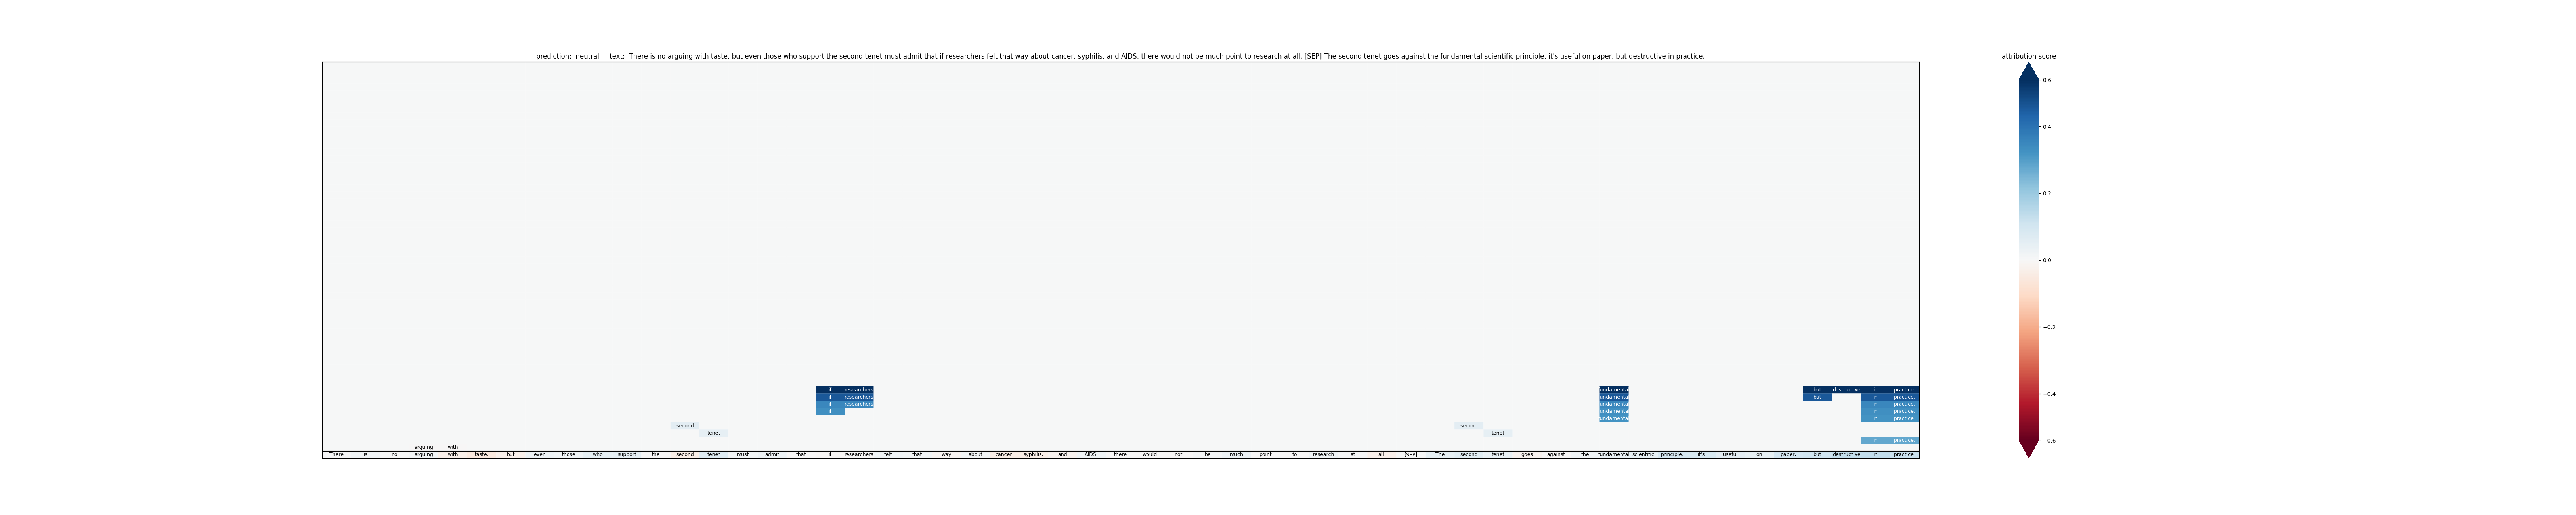 prediction:  neutral     text:  There is no arguing with taste, but even those who support the second tenet must admit that if researchers felt that way about cancer, syphilis, and AIDS, there would not be much point to research at all. [SEP] The second tenet goes against the fundamental scientific principle, it's useful on paper, but destructive in practice.
attribution score
0.6
0.4
0.2
0.0
−0.2
−0.4
−0.6
if researchers undamenta but destructive in practice.
if researchers undamenta but in practice.
if researchers undamenta in practice.
if undamenta in practice.
undamenta in practice.
second second
tenet tenet
in practice.
arguing with
There is no arguing with taste, but even those who support the second tenet must admit that if researchers felt that way about cancer, syphilis, and AIDS, there would not be much point to research at all. [SEP] The second tenet goes against the fundamental scientific principle, it's useful on paper, but destructive in practice.